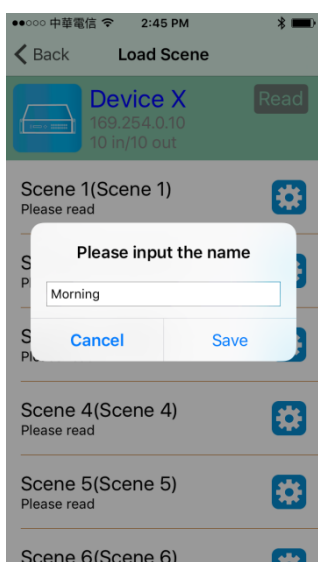 中華電信 2:45 PM
Back Load Scene
Device X Read
169.254.0.10
10 in/10 out
Scene 1(Scene 1)
Please read
Please input the name
Morning
Cancel Save
Scene 4(Scene 4)
Please read
Scene 5(Scene 5)
Please read
Scene 6(Scene 6)